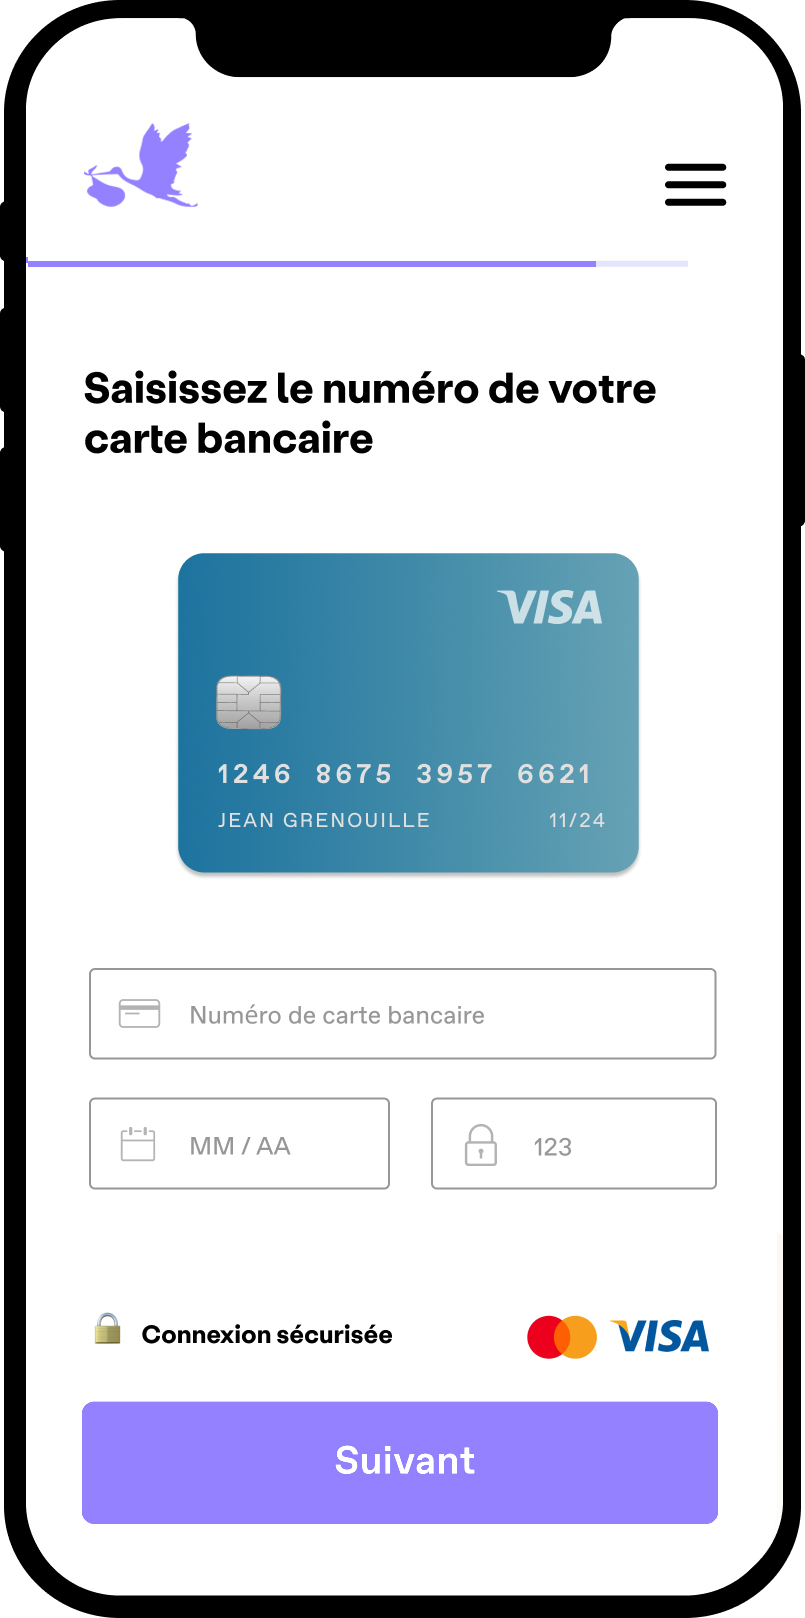 Saisissez le numéro de votre
carte bancaire
VISA
1246 8675 3957 6621
JEAN GRENOUILLE 11/24
Numéro de carte bancaire
MM / AA
123
Connexion sécurisée
VISA
Suivant